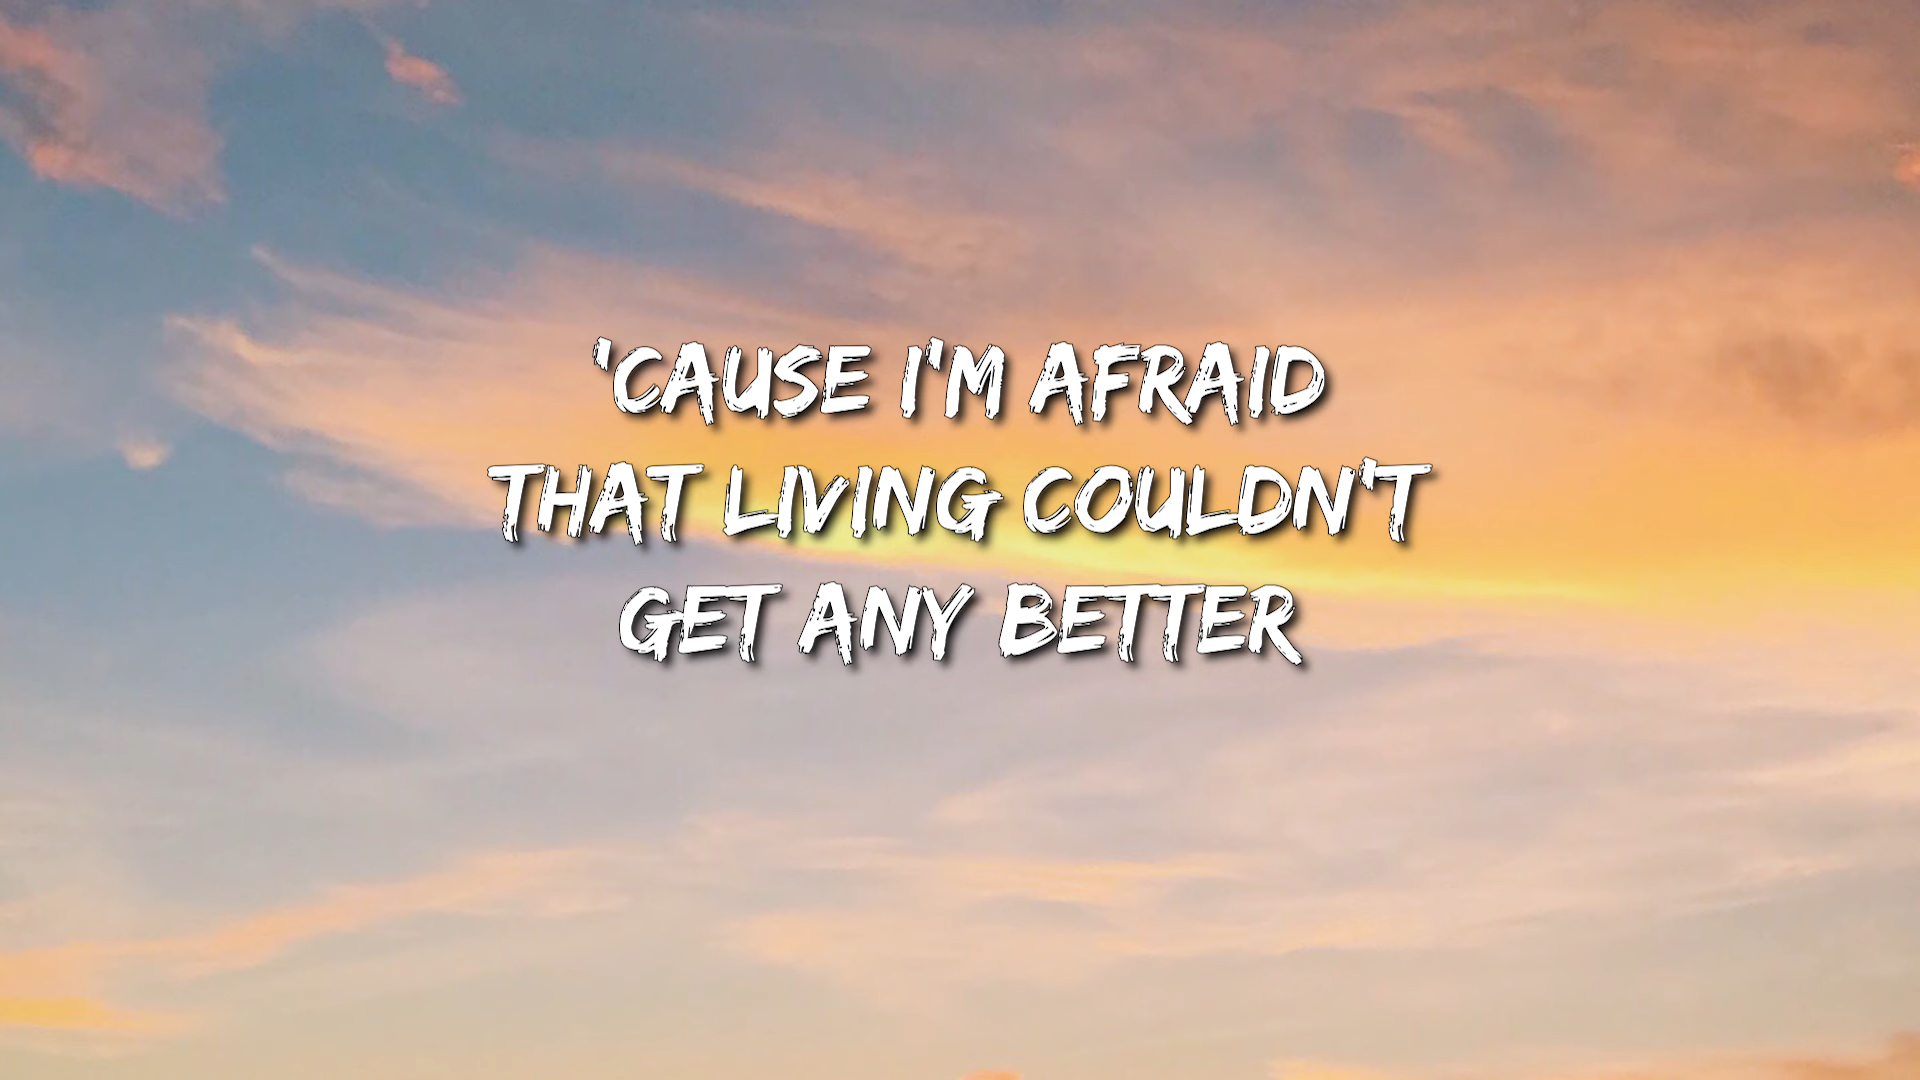 'CAUSE I'M AFRAID
THAT LIVING COULDN'T
GET ANY BETTER